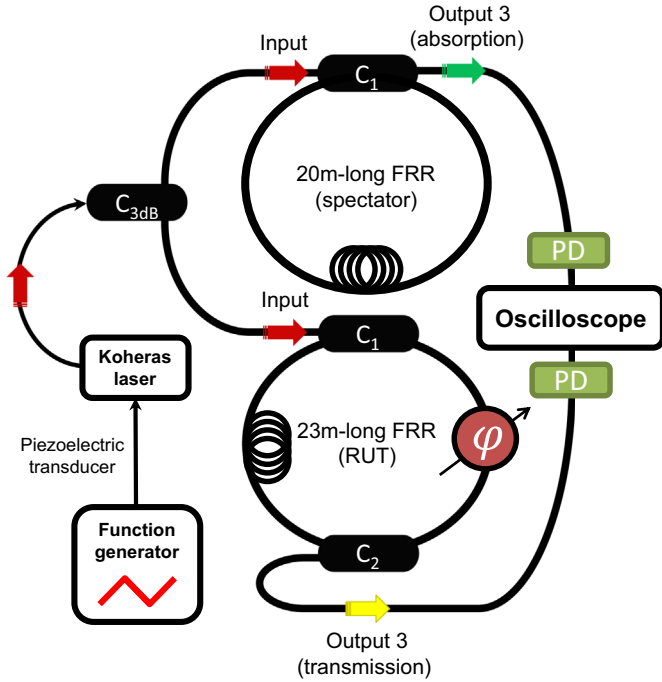 Output 3
(absorption)
Input
C1
20m-long FRR
(spectator)
C3dB
PD
Input
Oscilloscope
C1
Koheras
laser
PD
23m-long FRR
(RUT)
φ
Piezoelectric
transducer
Function
generator
C2
Output 3
(transmission)